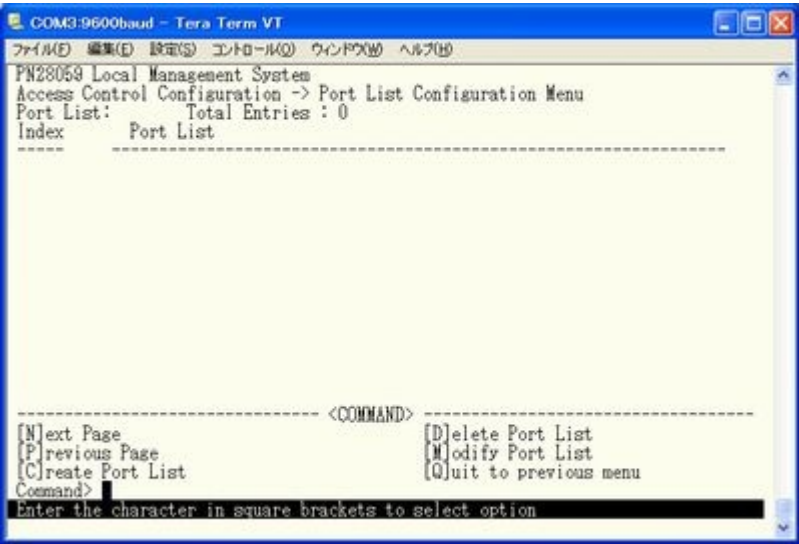 COM3:9600baud - Tera Term VT
ファイル(F) 編集(E) 設定(S) コントロール(O) ウィンドウ(W) ヘルプ(H)
PN28059 Local Management System
Access Control Configuration -> Port List Configuration Menu
Port List: Total Entries : 0
Index Port List
----- -----------------------------------------------------------------
-------------------------------- <COMMAND> -----------------------------------
[N]ext Page [D]elete Port List
[P]revious Page [M]odify Port List
[C]reate Port List [Q]uit to previous menu
Command>
Enter the character in square brackets to select option